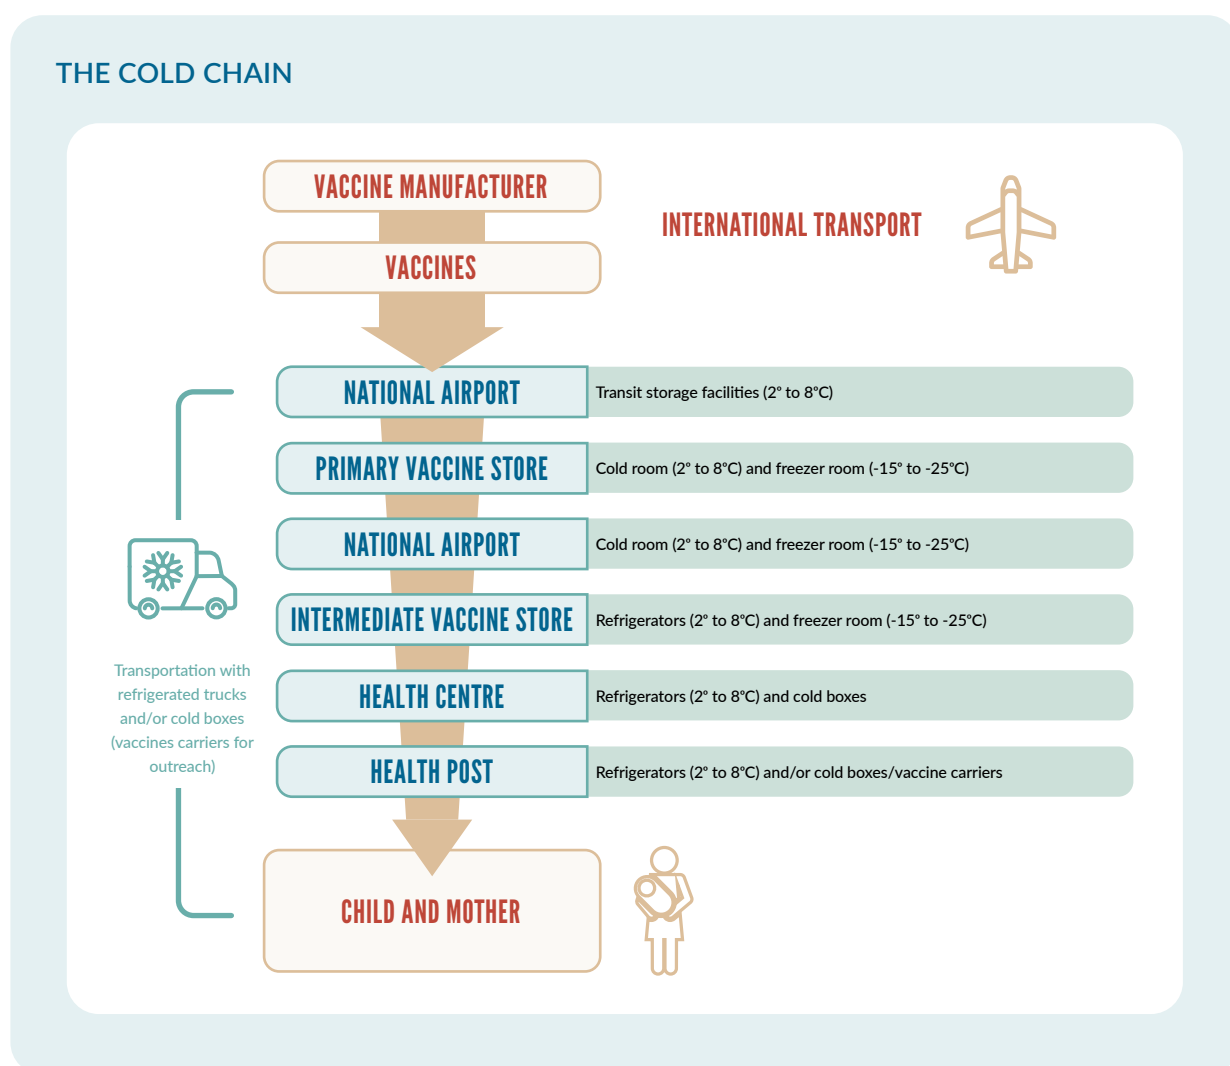 THE COLD CHAIN
VACCINE MANUFACTURER
INTERNATIONAL TRANSPORT
VACCINES
NATIONAL AIRPORT
Transit storage facilities (2° to 8°C)
PRIMARY VACCINE STORE
Cold room (2° to 8°C) and freezer room (-15° to -25°C)
NATIONAL AIRPORT
Cold room (2° to 8°C) and freezer room (-15° to -25°C)
INTERMEDIATE VACCINE STORE
Refrigerators (2° to 8°C) and freezer room (-15° to -25°C)
HEALTH CENTRE
Refrigerators (2° to 8°C) and cold boxes
HEALTH POST
Refrigerators (2° to 8°C) and/or cold boxes/vaccine carriers
Transportation with
refrigerated trucks
and/or cold boxes
(vaccines carriers for
outreach)
CHILD AND MOTHER